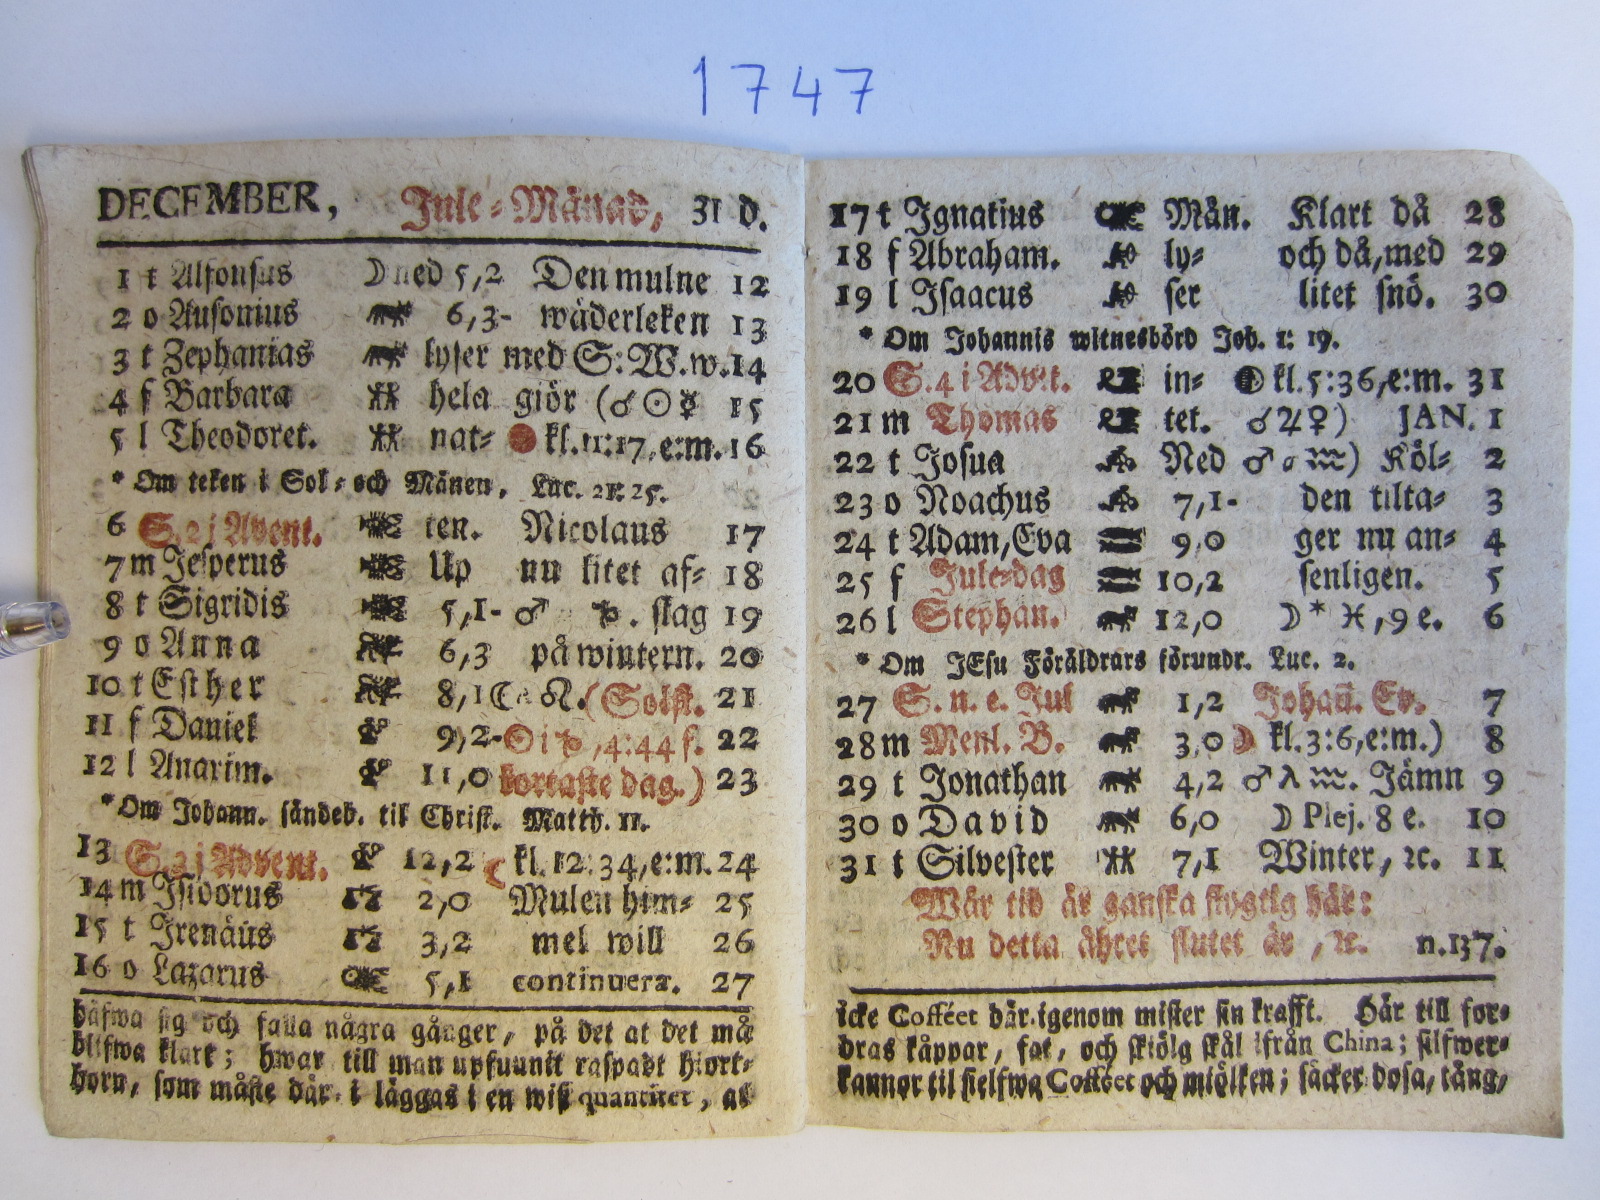 1747
DECEMBER, Jule-Månad, 31 d.
1 t Alfonsus ☽ ned 5,2 Den mulne 12
2 o Ausonius 6,3- wäderleken 13
3 t Zephanias lyser med S:W.w. 14
4 f Barbara hela giör (☌☉☿ 15
5 l Theodoret. nat- kl.11:17,e:m. 16
* Om teken i Sol- och Månen, Luc. 21: 25.
6 S. 2 i Advent. ten. Nicolaus 17
7 m Jesperus Up nu litet af- 18
8 t Sigridis 5,1- ♂ . slag 19
9 o Anna 6,3 på wintern. 20
10 t Esther 8,1 ☾ ♌. (Solst. 21
11 f Daniel 9,2- ☉ i ♑,4:44 f. 22
12 l Anarim. 11,0 kortaste dag.) 23
* Om Johann. sändeb. til Christ. Matth. 11.
13 S. 3 i Advent. 12,2 ☾ kl.12:34,e:m. 24
14 m Isidorus 2,0 Mulen him- 25
15 t Irenäus 3,2 mel will 26
16 o Lazarus 5,1 continuera. 27
häfwa sig och falla några gånger, på det at det må
blifwa klart; hwar till man upfunnit raspadt hiort-
horn, som måste där i läggas i en wiß quantitet, at
17 t Ignatius Mån. Klart då 28
18 f Abraham. ly- och då, med 29
19 l Isaacus ser litet snö. 30
* Om Johannis witnesbörd Joh. 1: 19.
20 S. 4 i Advt. in- kl.5:36,e:m. 31
21 m Thomas tet. ☌♃♀) JAN. 1
22 t Josua Ned ♂ ♒) Köl- 2
23 o Noachus 7,1- den tilta- 3
24 t Adam, Eva 9,0 ger nu an- 4
25 f Jule-dag 10,2 senligen. 5
26 l Stephan. 12,0 ☽ * ♓,9 e. 6
* Om JEsu Föräldrars förundr. Luc. 2.
27 S. n. e. Jul 1,2 Johan. Ev. 7
28 m Menl. B. 3,0 ☽ kl.3:6,e:m.) 8
29 t Jonathan 4,2 ♂ λ ♒. Jämn 9
30 o David 6,0 ☽ Plej. 8 e. 10
31 t Silvester 7,1 Winter, ꝛc. 11
Wår tid är ganska flygtig här:
Nu detta åhret slutet är, ꝛc. n.137.
icke Cofféet där igenom mister sin krafft. Här till for-
dras kåppar, fat, och skiölg skål ifrån China; silfwer-
kannor til sielfwa Cofféet och miölken; säcker-dosa, tång,